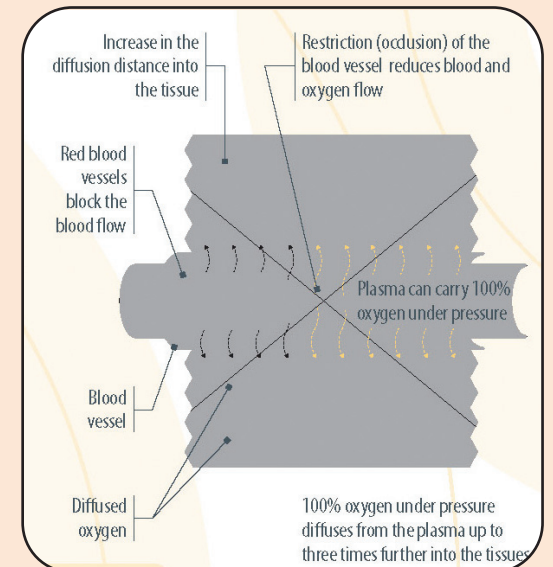 Increase in the
diffusion distance into
the tissue
Restriction (occlusion) of the
blood vessel reduces blood and
oxygen flow
Red blood
vessels
block the
blood flow
Plasma can carry 100%
oxygen under pressure
Blood
vessel
Diffused
oxygen
100% oxygen under pressure
diffuses from the plasma up to
three times further into the tissues